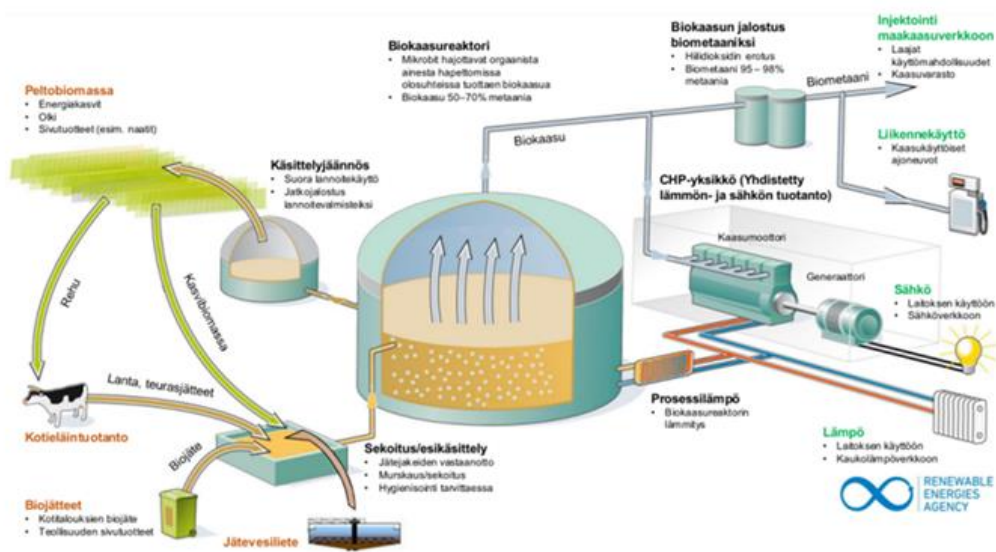 Peltobiomassa
• Energiakasvit
• Olki
• Sivutuotteet (esim. naatit)
Käsittelyjäännös
• Suora lannoitekäyttö
• Jatkojalostus
lannoitevalmisteiksi
Biokaasureaktori
• Mikrobit hajottavat orgaanista
ainesta hapettomissa
olosuhteissa tuottaen biokaasua
• Biokaasu 50–70% metaania
Biokaasu
Biokaasun jalostus
biometaaniksi
• Hiilidioksidin erotus
• Biometaani 95 – 98%
metaania
Biometaani
Injektointi
maakaasuverkkoon
• Laajat
käyttömahdollisuudet
• Kaasuvarasto
Liikennekäyttö
• Kaasukäyttöiset
ajoneuvot
CHP-yksikkö (Yhdistetty
lämmön- ja sähkön tuotanto)
Kaasumoottori
Generaattori
Sähkö
• Laitoksen käyttöön
• Sähköverkkoon
Prosessilämpö
• Biokaasureaktorin
lämmitys
Lämpö
• Laitoksen käyttöön
• Kaukolämpöverkkoon
Rehu
Kasvibiomassa
Lanta, teurasjätteet
Kotieläintuotanto
Biojäte
Sekoitus/esikäsittely
• Jätejakeiden vastaanotto
• Murskaus/sekoitus
• Hygienisointi tarvittaessa
Biojätteet
• Kotitalouksien biojäte
• Teollisuuden sivutuotteet
Jätevesiliete
RENEWABLE
ENERGIES
AGENCY